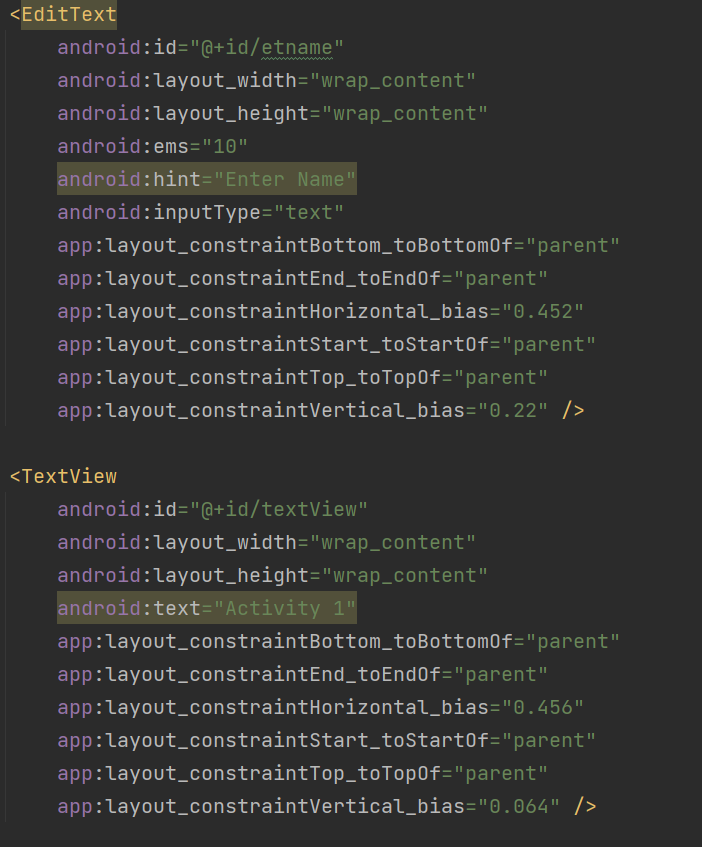 <EditText
android:id="@+id/etname"
android:layout_width="wrap_content"
android:layout_height="wrap_content"
android:ems="10"
android:hint="Enter Name"
android:inputType="text"
app:layout_constraintBottom_toBottomOf="parent"
app:layout_constraintEnd_toEndOf="parent"
app:layout_constraintHorizontal_bias="0.452"
app:layout_constraintStart_toStartOf="parent"
app:layout_constraintTop_toTopOf="parent"
app:layout_constraintVertical_bias="0.22" />
<TextView
android:id="@+id/textView"
android:layout_width="wrap_content"
android:layout_height="wrap_content"
android:text="Activity 1"
app:layout_constraintBottom_toBottomOf="parent"
app:layout_constraintEnd_toEndOf="parent"
app:layout_constraintHorizontal_bias="0.456"
app:layout_constraintStart_toStartOf="parent"
app:layout_constraintTop_toTopOf="parent"
app:layout_constraintVertical_bias="0.064" />